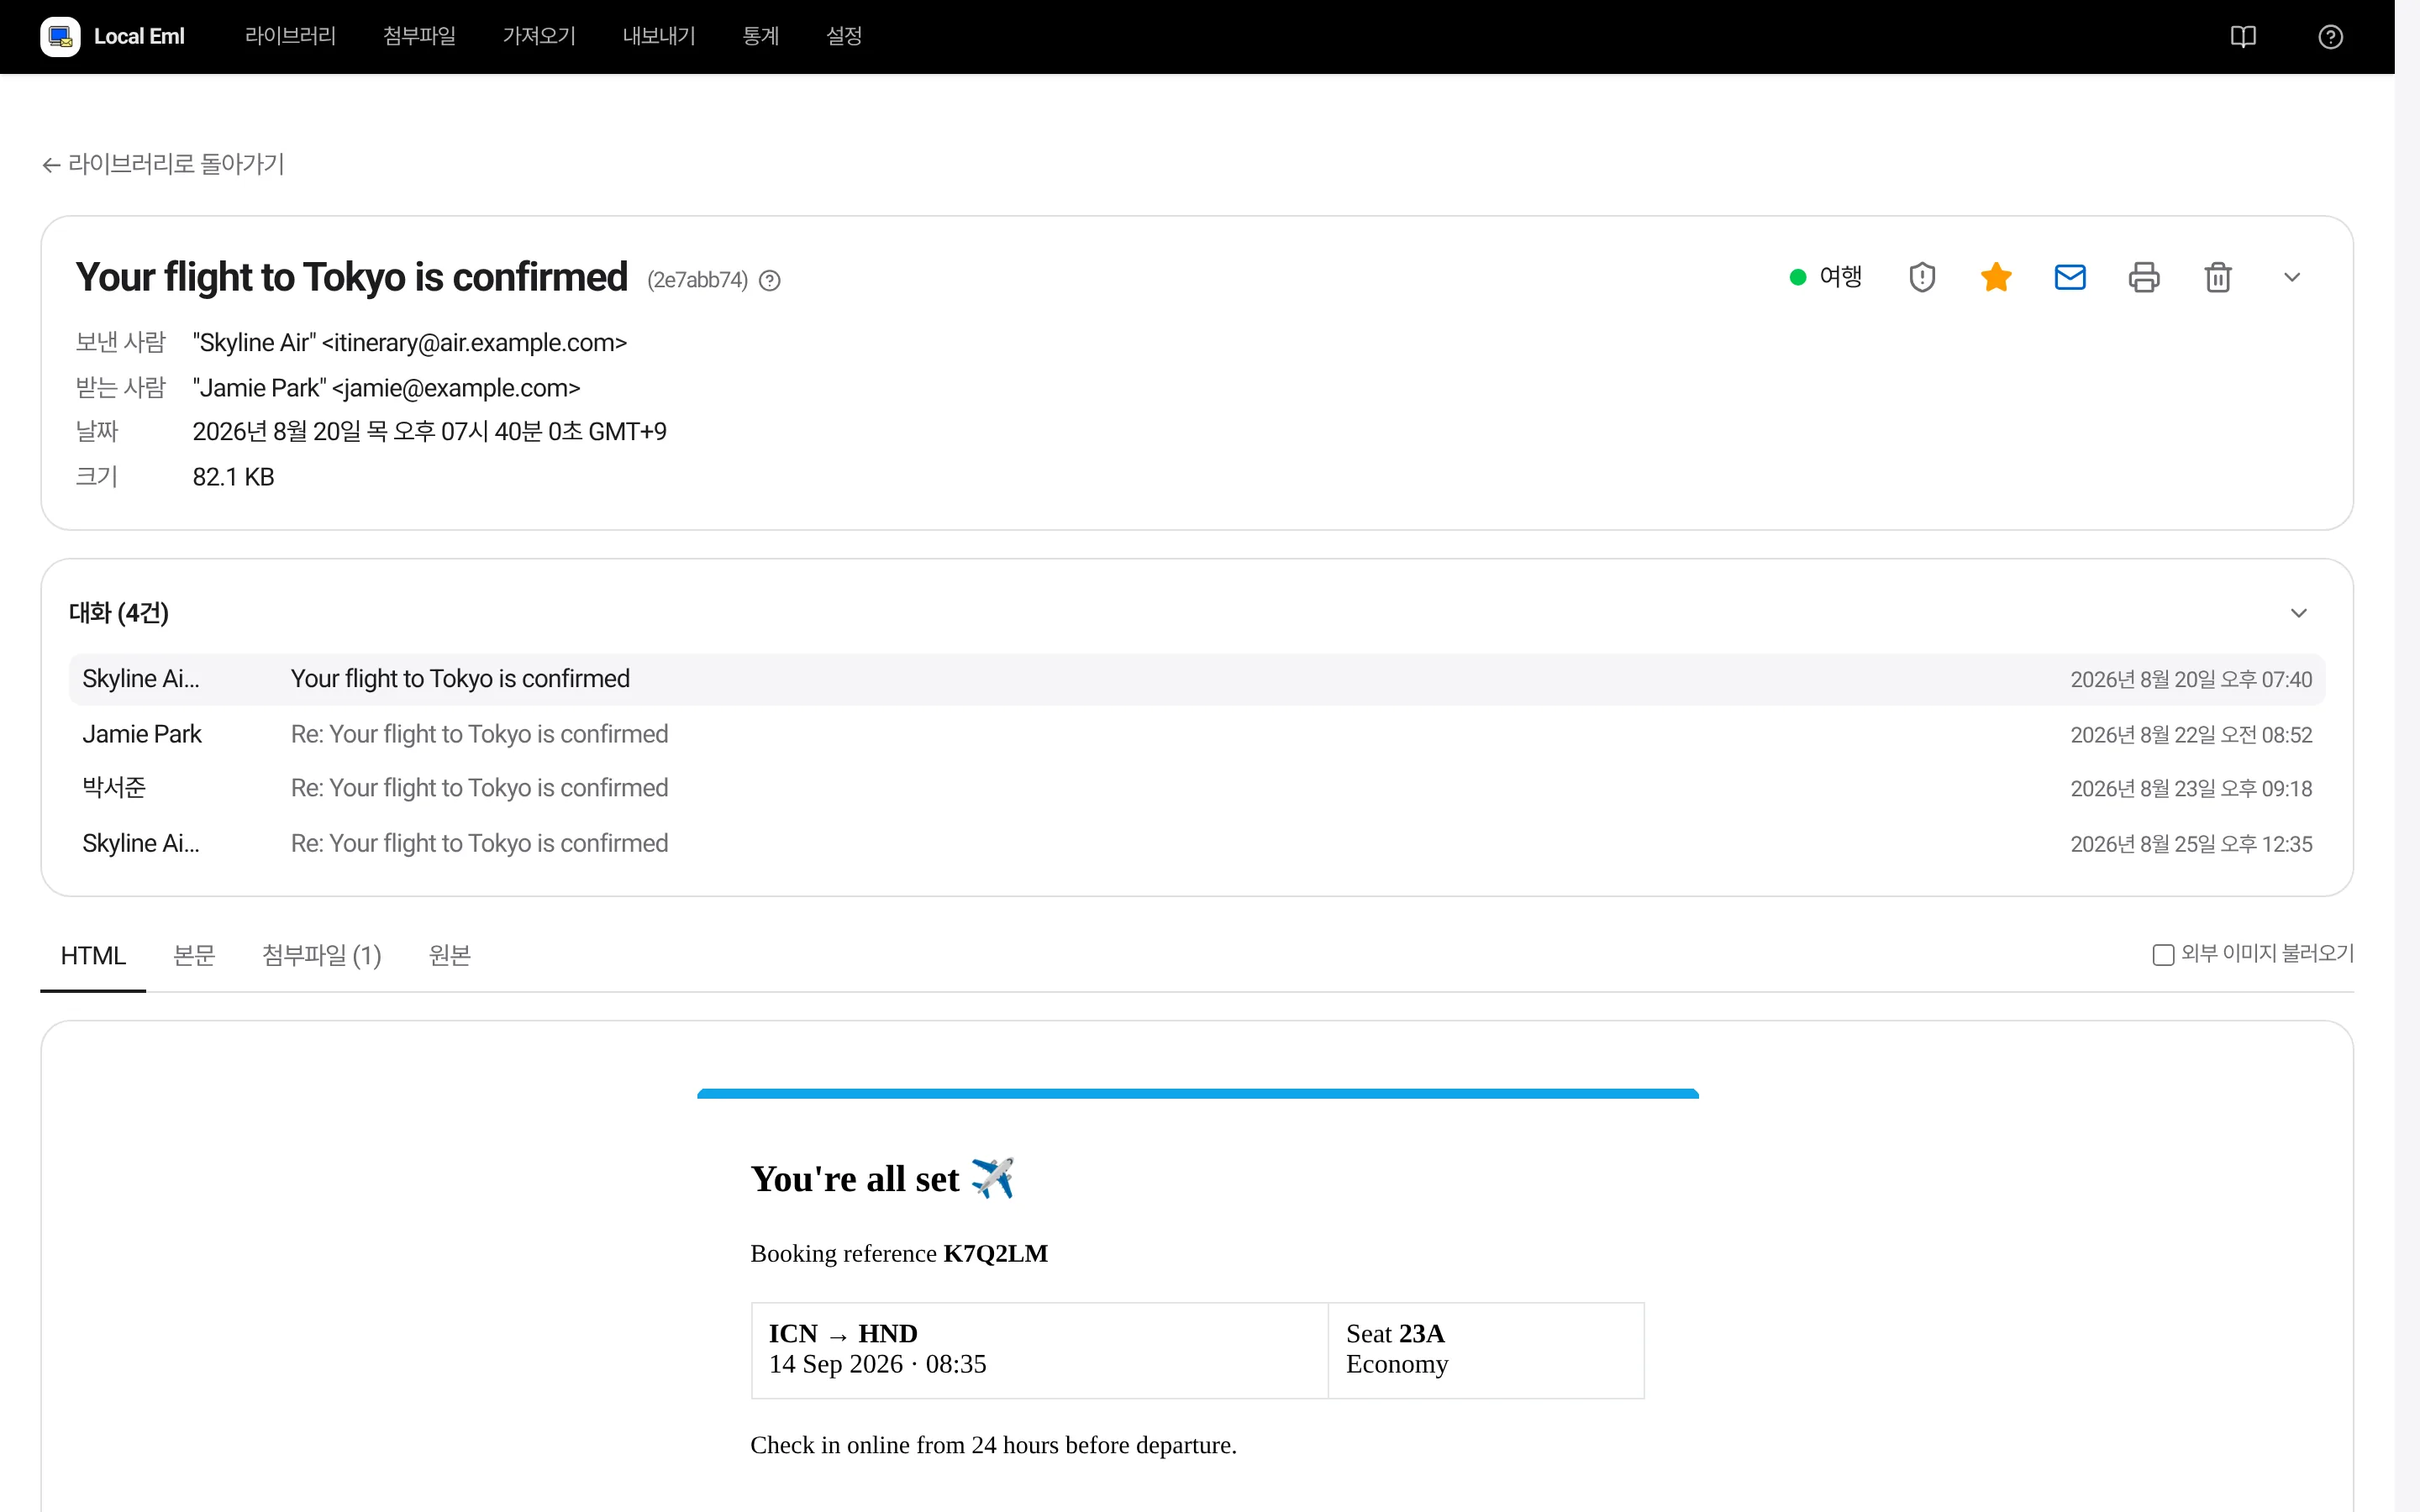 Local Eml 라이브러리 첨부파일 가져오기 내보내기 통계 설정
← 라이브러리로 돌아가기
Your flight to Tokyo is confirmed (2e7abb74)
여행
보낸 사람 "Skyline Air" <itinerary@air.example.com>
받는 사람 "Jamie Park" <jamie@example.com>
날짜 2026년 8월 20일 목 오후 07시 40분 0초 GMT+9
크기 82.1 KB
대화 (4건)
Skyline Ai... Your flight to Tokyo is confirmed 2026년 8월 20일 오후 07:40
Jamie Park Re: Your flight to Tokyo is confirmed 2026년 8월 22일 오전 08:52
박서준 Re: Your flight to Tokyo is confirmed 2026년 8월 23일 오후 09:18
Skyline Ai... Re: Your flight to Tokyo is confirmed 2026년 8월 25일 오후 12:35
HTML 본문 첨부파일 (1) 원본 외부 이미지 불러오기
You're all set ✈️
Booking reference K7Q2LM
ICN → HND
14 Sep 2026 · 08:35
Seat 23A
Economy
Check in online from 24 hours before departure.